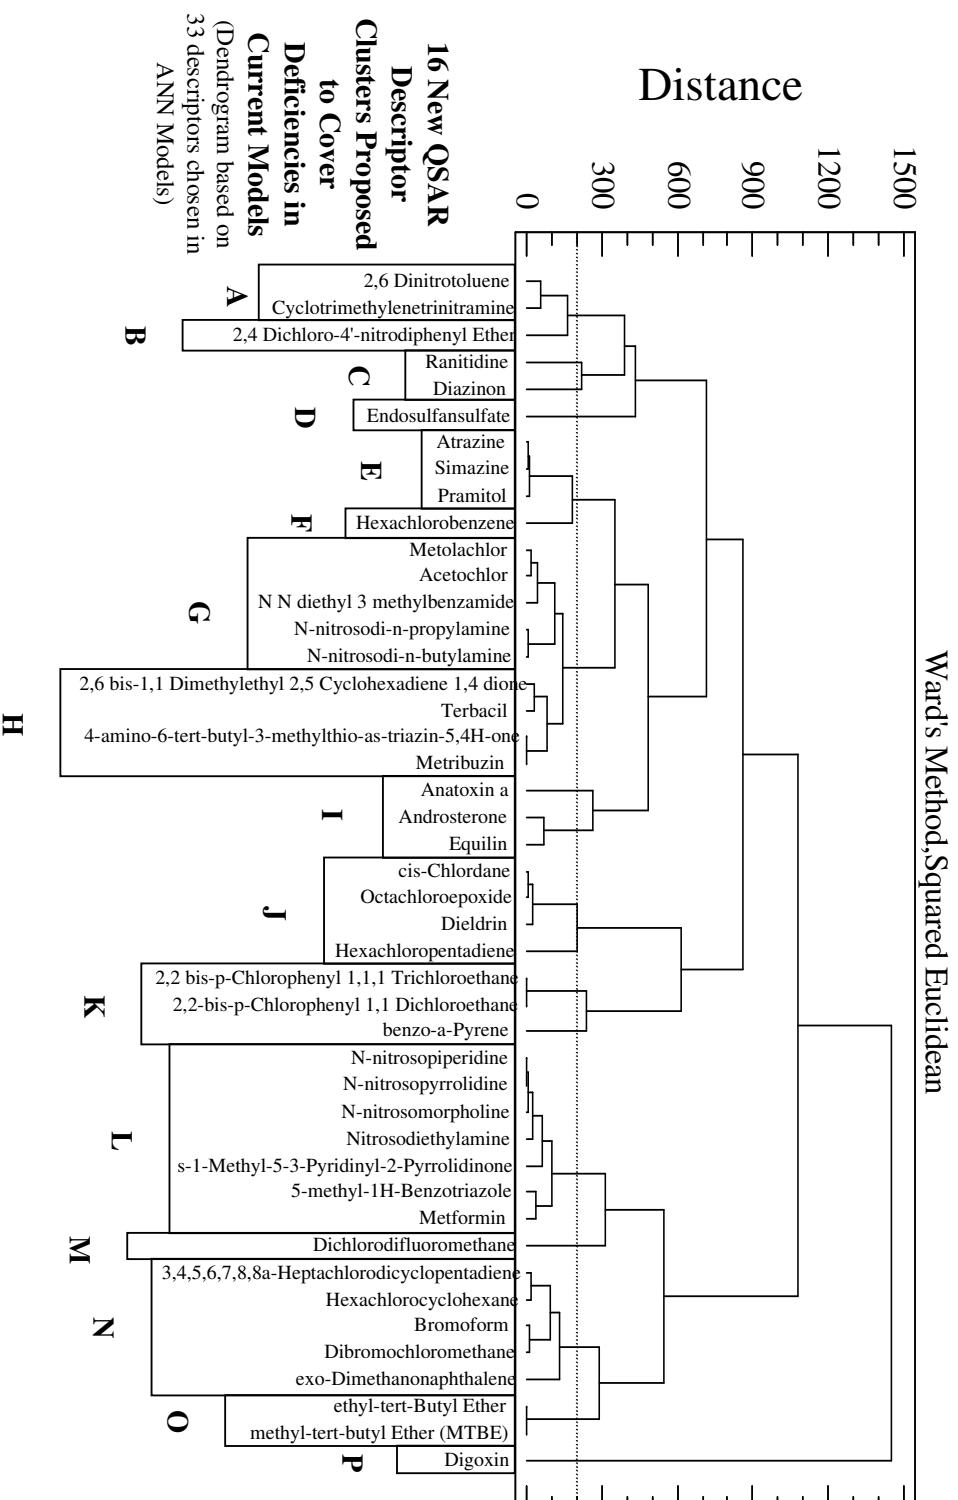 Ward's Method,Squared Euclidean
Distance
1500
1200
900
600
300
0
16 New QSAR
Descriptor
Clusters Proposed
to Cover
Deficiencies in
Current Models
(Dendrogram based on
33 descriptors chosen in
ANN Models)
2,6 Dinitrotoluene
Cyclotrimethylenetrinitramine
A
2,4 Dichloro-4'-nitrodiphenyl Ether
B
Ranitidine
Diazinon
C
Endosulfansulfate
D
Atrazine
Simazine
Pramitol
E
Hexachlorobenzene
F
Metolachlor
Acetochlor
N N diethyl 3 methylbenzamide
N-nitrosodi-n-propylamine
N-nitrosodi-n-butylamine
G
2,6 bis-1,1 Dimethylethyl 2,5 Cyclohexadiene 1,4 dione
Terbacil
4-amino-6-tert-butyl-3-methylthio-as-triazin-5,4H-one
Metribuzin
H
Anatoxin a
Androsterone
Equilin
I
cis-Chlordane
Octachloroepoxide
Dieldrin
Hexachloropentadiene
J
2,2 bis-p-Chlorophenyl 1,1,1 Trichloroethane
2,2-bis-p-Chlorophenyl 1,1 Dichloroethane
benzo-a-Pyrene
K
N-nitrosopiperidine
N-nitrosopyrrolidine
N-nitrosomorpholine
Nitrosodiethylamine
s-1-Methyl-5-3-Pyridinyl-2-Pyrrolidinone
5-methyl-1H-Benzotriazole
Metformin
L
Dichlorodifluoromethane
M
3,4,5,6,7,8,8a-Heptachlorodicyclopentadiene
Hexachlorocyclohexane
Bromoform
Dibromochloromethane
exo-Dimethanonaphthalene
N
ethyl-tert-Butyl Ether
methyl-tert-butyl Ether (MTBE)
O
Digoxin
P